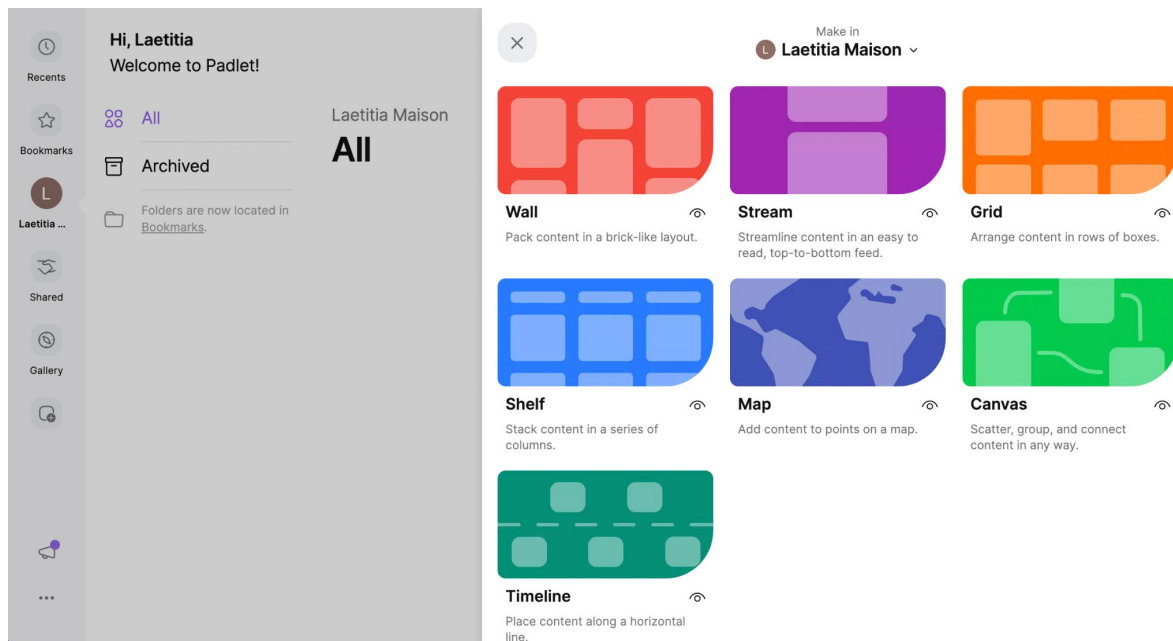 Recents
Bookmarks
L
Laetitia ...
Shared
Gallery
Hi, Laetitia
Welcome to Padlet!
All
Archived
Folders are now located in
Bookmarks.
Laetitia Maison
All
Make in
L Laetitia Maison
Wall
Pack content in a brick-like layout.
Stream
Streamline content in an easy to
read, top-to-bottom feed.
Grid
Arrange content in rows of boxes.
Shelf
Stack content in a series of
columns.
Map
Add content to points on a map.
Canvas
Scatter, group, and connect
content in any way.
Timeline
Place content along a horizontal
line.